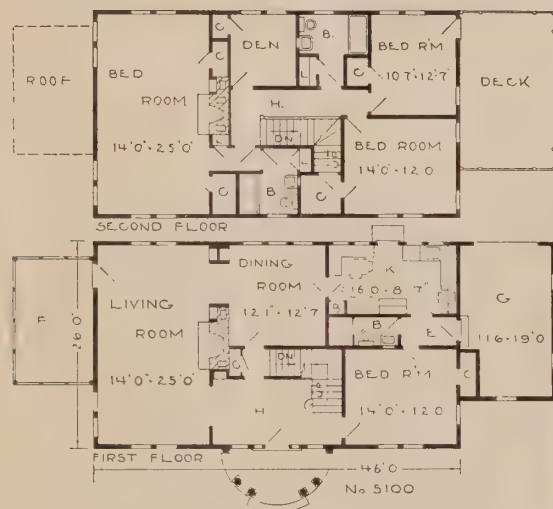 ROOF
BED
ROOM
14'0"·25'0"
C
C
DEN
B.
L
C
BED R'M
10'7"·12'7"
DECK
H.
DN
BED ROOM
14'0"·12'0
C
B
L
UP
C
SECOND FLOOR
26'0"
LIVING
ROOM
14'0"·25'0"
DINING
ROOM
12'1"·12'7
K
16'0·8'7"
R
G
11'6·19'0"
B
E
C
DN
UP
H
BED R'M
14'0"·12'0
C
FIRST FLOOR
46'0
No 5100